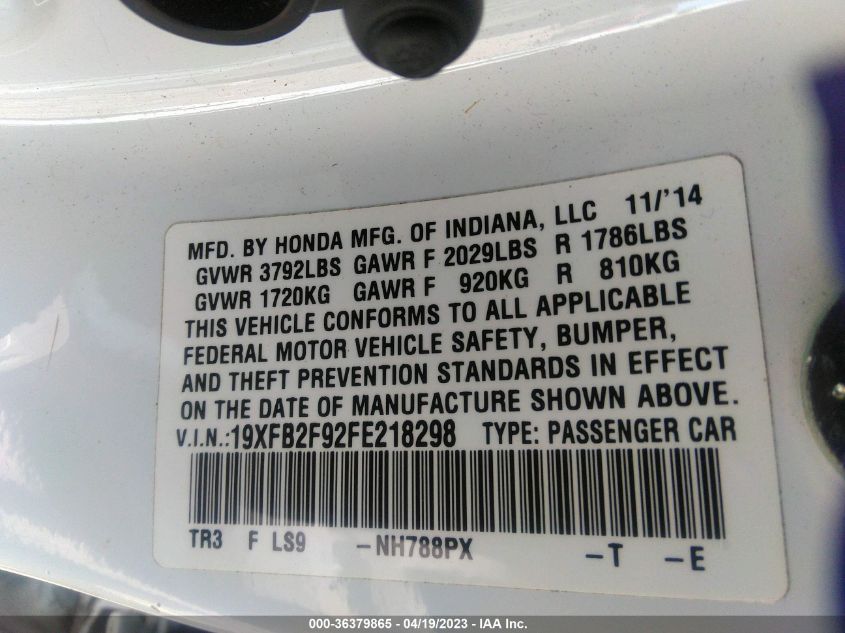 MFD. BY HONDA MFG. OF INDIANA, LLC 11/'14
GVWR 3792LBS GAWR F 2029LBS R 1786LBS
GVWR 1720KG GAWR F 920KG R 810KG
THIS VEHICLE CONFORMS TO ALL APPLICABLE
FEDERAL MOTOR VEHICLE SAFETY, BUMPER,
AND THEFT PREVENTION STANDARDS IN EFFECT
ON THE DATE OF MANUFACTURE SHOWN ABOVE.
V.I.N.:19XFB2F92FE218298 TYPE: PASSENGER CAR
TR3 F LS9 -NH788PX -T -E
000-36379865 - 04/19/2023 - IAA Inc.